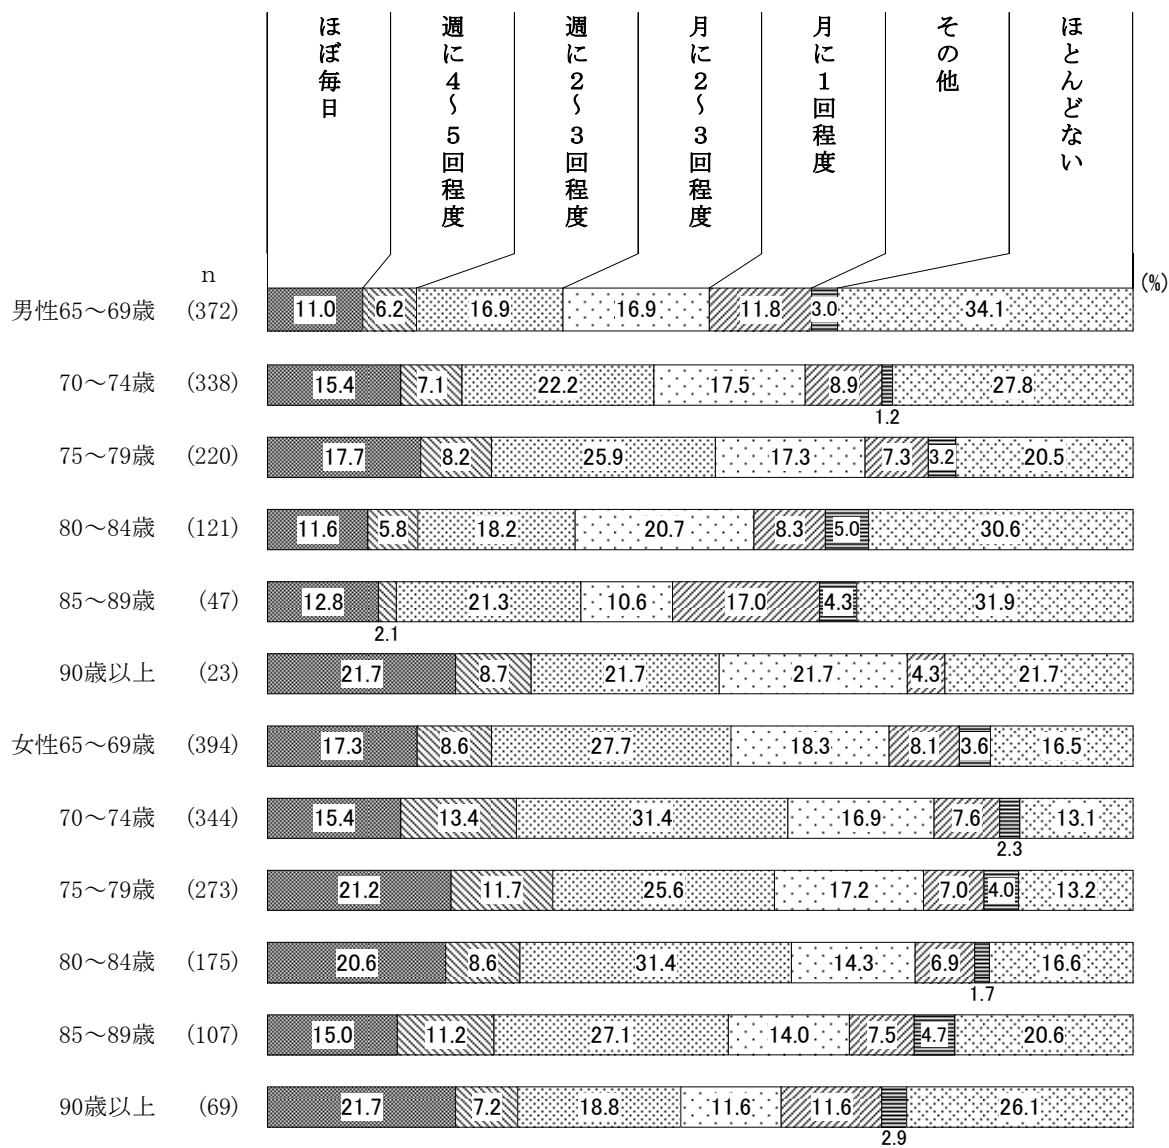 ほぼ毎日
週に4～5回程度
週に2～3回程度
月に2～3回程度
月に1回程度
その他
ほとんどない
n
(%)
男性65～69歳 (372) 11.0 6.2 16.9 16.9 11.8 3.0 34.1
70～74歳 (338) 15.4 7.1 22.2 17.5 8.9 27.8
1.2
75～79歳 (220) 17.7 8.2 25.9 17.3 7.3 3.2 20.5
80～84歳 (121) 11.6 5.8 18.2 20.7 8.3 5.0 30.6
85～89歳 (47) 12.8 21.3 10.6 17.0 4.3 31.9
2.1
90歳以上 (23) 21.7 8.7 21.7 21.7 4.3 21.7
女性65～69歳 (394) 17.3 8.6 27.7 18.3 8.1 3.6 16.5
70～74歳 (344) 15.4 13.4 31.4 16.9 7.6 13.1
2.3
75～79歳 (273) 21.2 11.7 25.6 17.2 7.0 4.0 13.2
80～84歳 (175) 20.6 8.6 31.4 14.3 6.9 16.6
1.7
85～89歳 (107) 15.0 11.2 27.1 14.0 7.5 4.7 20.6
90歳以上 (69) 21.7 7.2 18.8 11.6 11.6 26.1
2.9